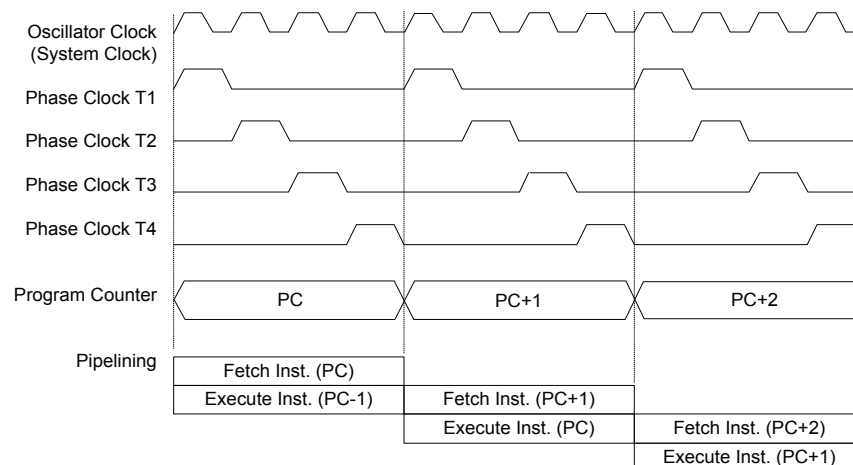 Oscillator Clock
(System Clock)
Phase Clock T1
Phase Clock T2
Phase Clock T3
Phase Clock T4
Program Counter
PC
PC+1
PC+2
Pipelining
Fetch Inst. (PC)
Execute Inst. (PC-1)
Fetch Inst. (PC+1)
Execute Inst. (PC)
Fetch Inst. (PC+2)
Execute Inst. (PC+1)